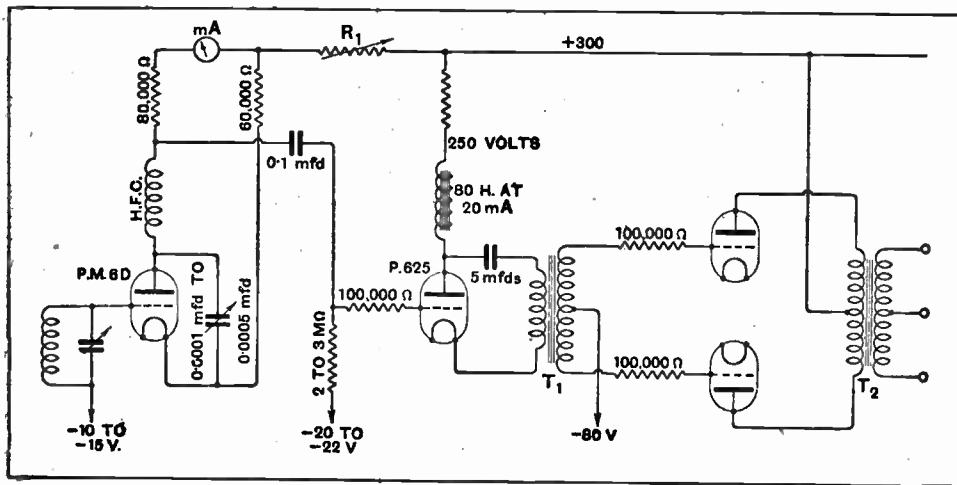 mA
R1
+300
80,000 Ω
60,000 Ω
250 VOLTS
0·1 mfd
H.F.C.
80 H. AT
20 mA
P.M.6D
0.0001 mfd TO
0.0005 mfd
P.625
5 mfds
100,000 Ω
100,000 Ω
100,000 Ω
2 TO 3 MΩ
T1
T2
-10 TO
-15 V.
-20 TO
-22 V
-80 V